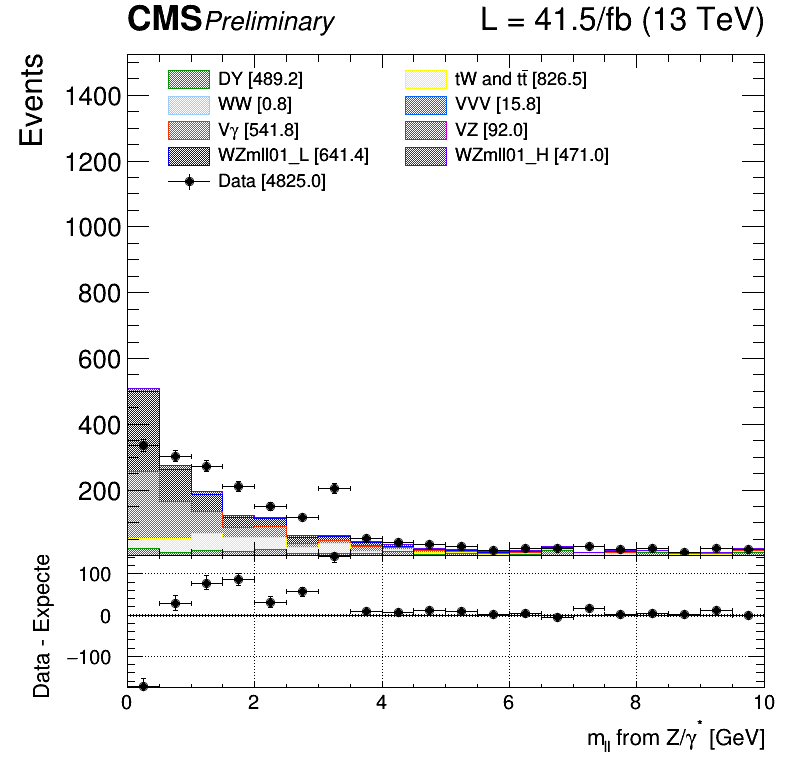 CMS Preliminary L = 41.5/fb (13 TeV)
Events
DY [489.2] tW and tt̄ [826.5]
WW [0.8] VVV [15.8]
Vγ [541.8] VZ [92.0]
WZmll01_L [641.4] WZmll01_H [471.0]
Data [4825.0]
1400
1200
1000
800
600
400
200
Data - Expecte
100
0
−100
0 2 4 6 8 10
m_ll from Z/γ* [GeV]